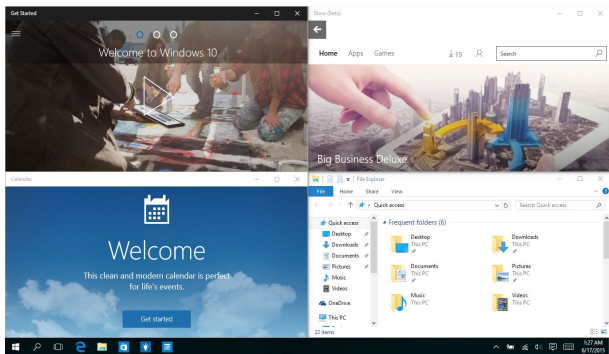 Get Started
Welcome to Windows 10
Store (Beta)
Home Apps Games
19
Search
Big Business Deluxe
Calendar
Welcome
This clean and modern calendar is perfect
for life's events.
Get started
File Explorer
File Home Share View
Quick access
Search Quick access
Quick access
Desktop
Downloads
Documents
Pictures
Music
Videos
OneDrive
This PC
Frequent folders (6)
Desktop
This PC
Downloads
This PC
Documents
This PC
Pictures
This PC
Music
This PC
Videos
This PC
22 items
1:27 AM
6/17/2015